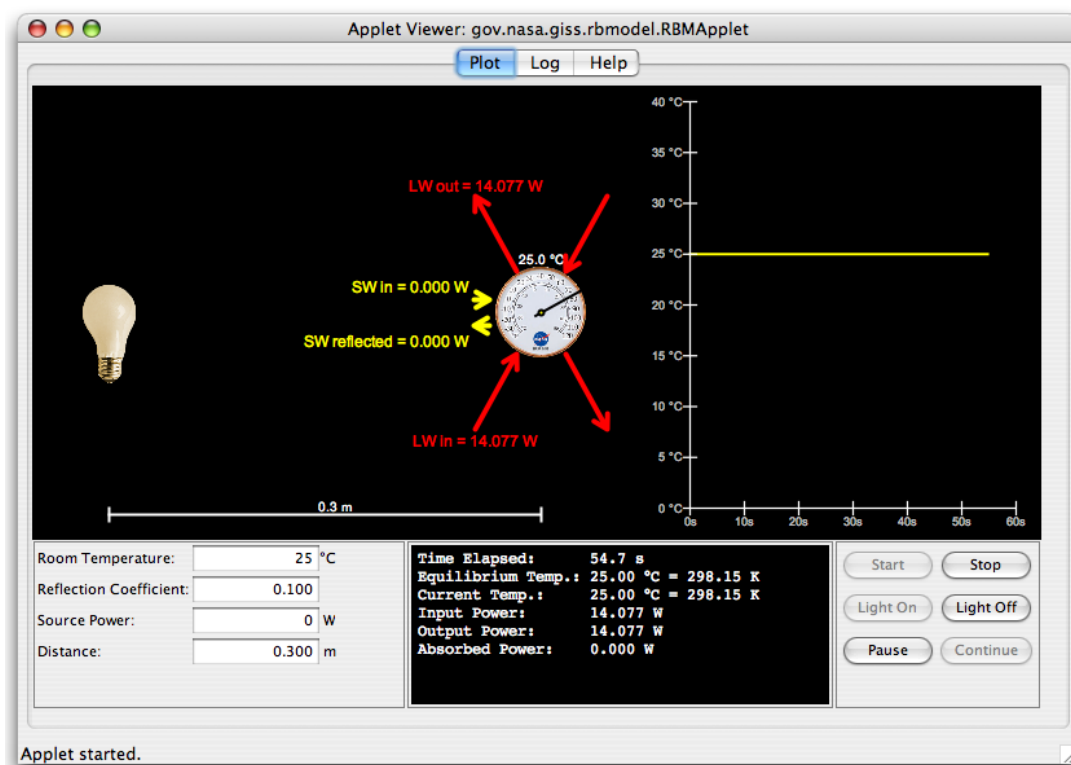 Applet Viewer: gov.nasa.giss.rbmodel.RBMApplet
Plot Log Help
LW out = 14.077 W
25.0 °C
SW in = 0.000 W
SW reflected = 0.000 W
LW in = 14.077 W
0.3 m
40 °C
35 °C
30 °C
25 °C
20 °C
15 °C
10 °C
5 °C
0 °C
0s 10s 20s 30s 40s 50s 60s
Room Temperature: 25 °C
Reflection Coefficient: 0.100
Source Power: 0 W
Distance: 0.300 m
Time Elapsed: 54.7 s
Equilibrium Temp.: 25.00 °C = 298.15 K
Current Temp.: 25.00 °C = 298.15 K
Input Power: 14.077 W
Output Power: 14.077 W
Absorbed Power: 0.000 W
Start Stop
Light On Light Off
Pause Continue
Applet started.